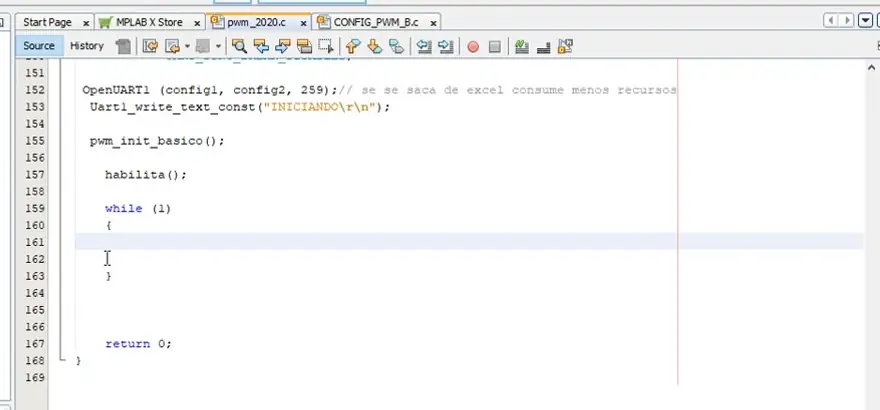 Start Page
MPLAB X Store
pwm_2020.c
CONFIG_PWM_B.c
Source History
151
152 OpenUART1 (config1, config2, 259);// se se saca de excel consume menos recursos
153 Uart1_write_text_const("INICIANDO\r\n");
154
155 pwm_init_basico();
156
157 habilita();
158
159 while (1)
160 {
161
162
163 }
164
165
166
167 return 0;
168 }
169